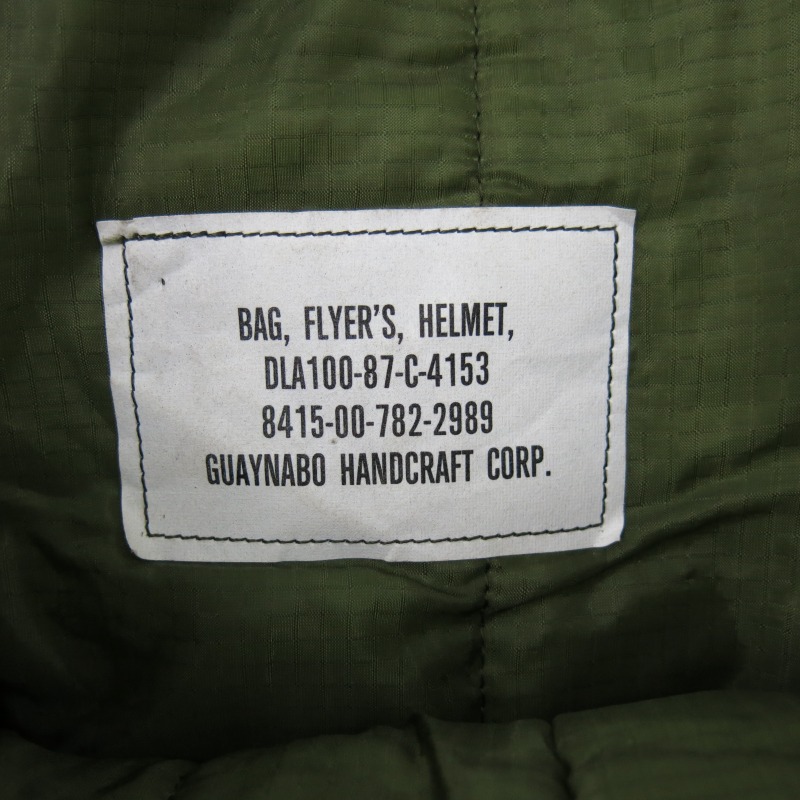 BAG, FLYER'S, HELMET,
DLA100-87-C-4153
8415-00-782-2989
GUAYNABO HANDCRAFT CORP.